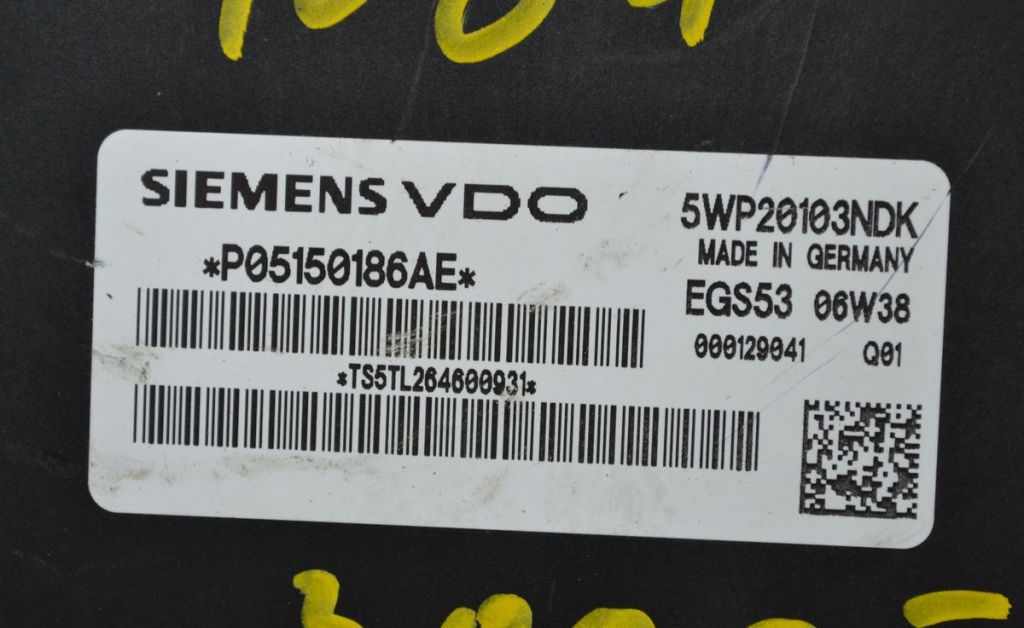 SIEMENS VDO
5WP20103NDK
MADE IN GERMANY
*P05150186AE*
EGS53 06W38
000129041 Q01
*TS5TL264600931*